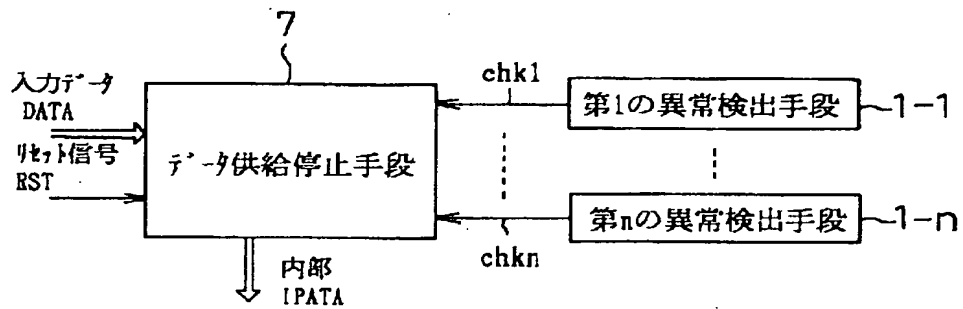 7
入力データ
DATA
リセット信号
RST
データ供給停止手段
chk1
第1の異常検出手段
1-1
第nの異常検出手段
1-n
chkn
内部
IPATA